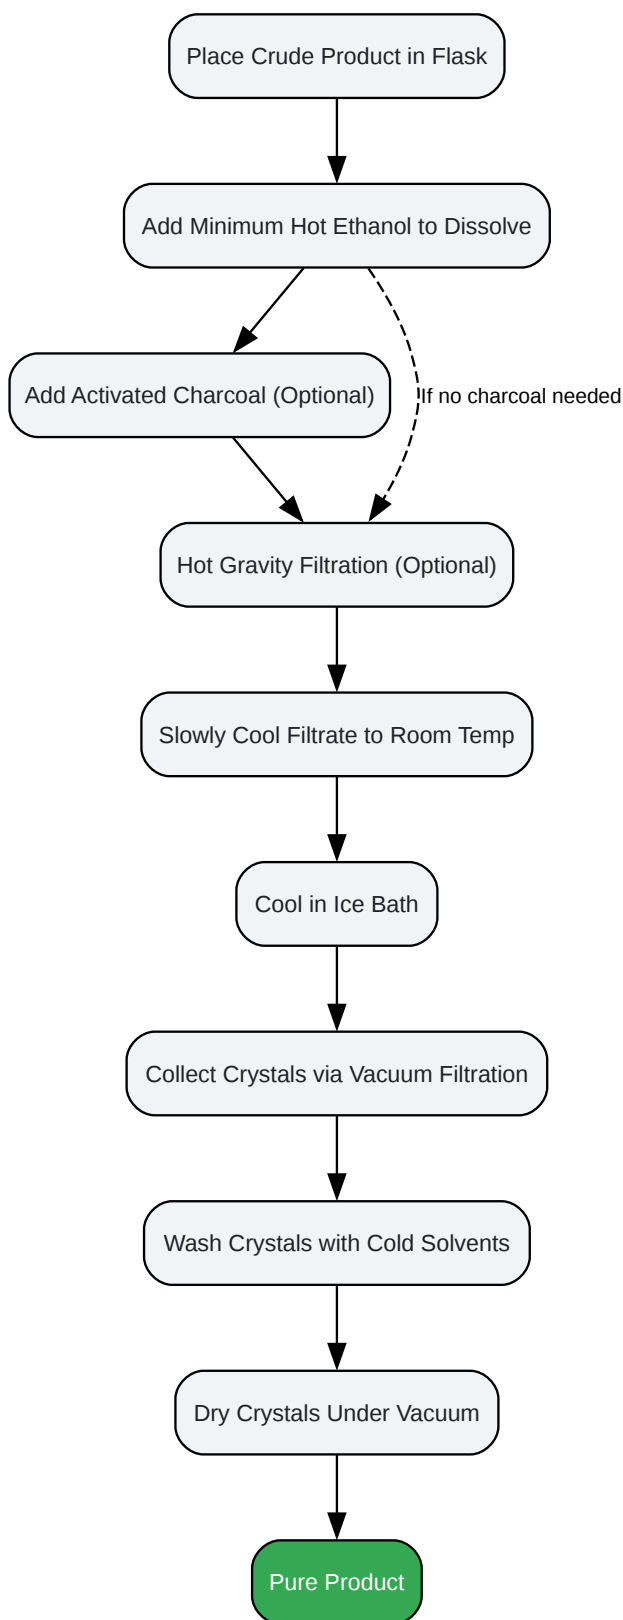 Place Crude Product in Flask
Add Minimum Hot Ethanol to Dissolve
Add Activated Charcoal (Optional)
If no charcoal needed
Hot Gravity Filtration (Optional)
Slowly Cool Filtrate to Room Temp
Cool in Ice Bath
Collect Crystals via Vacuum Filtration
Wash Crystals with Cold Solvents
Dry Crystals Under Vacuum
Pure Product